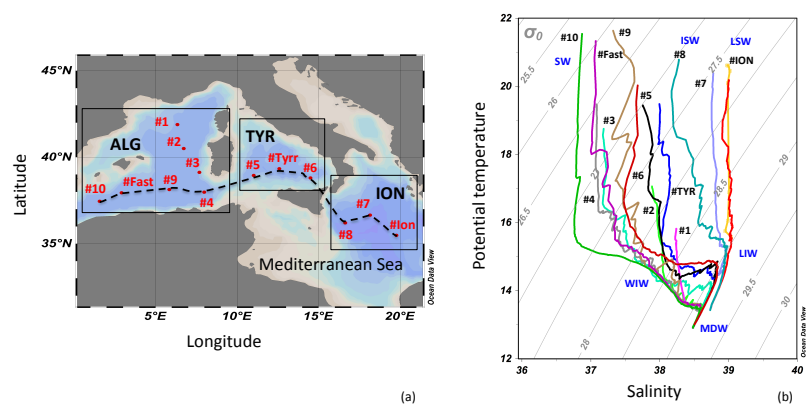 45°N
40°N
35°N
5°E
10°E
15°E
20°E
Latitude
Longitude
ALG
TYR
ION
#1
#2
#3
#10
#Fast
#9
#4
#5
#Tyrr
#6
#7
#8
#Ion
Mediterranean Sea
Ocean Data View
(a)
22
20
18
16
14
12
36
37
38
39
40
Potential temperature
Salinity
σ0
25.5
26
27
27.5
28
28.5
29
29.5
30
SW
ISW
LSW
WIW
LIW
MDW
#10
#Fast
#9
#8
#ION
#7
#5
#3
#6
#TYR
#4
#2
#1
Ocean Data View
(b)